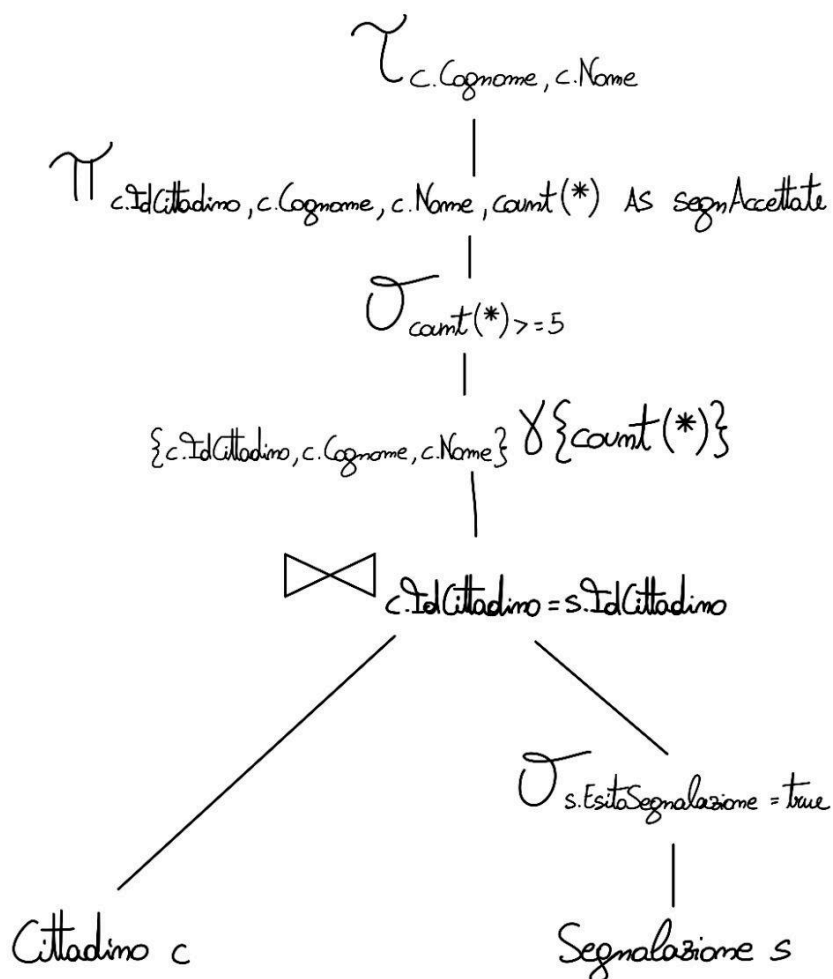 τ c.Cognome, c.Nome
π c.IdCittadino, c.Cognome, c.Nome, count(*) AS segnAccettate
σ count(*) >= 5
{c.IdCittadino, c.Cognome, c.Nome} γ {count(*)}
⋈ c.IdCittadino = s.IdCittadino
σ s.EsitoSegnalazione = true
Cittadino c
Segnalazione s